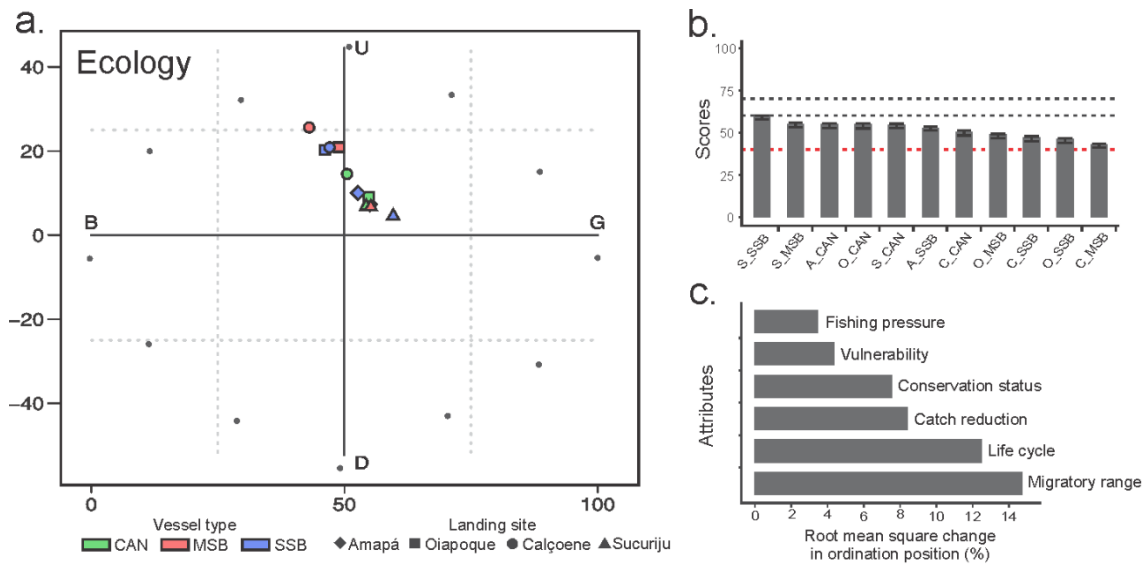 a.
Ecology
U
B
G
D
40
20
0
−20
−40
0
50
100
Vessel type
Landing site
CAN MSB SSB Amapá Oiapoque Calçoene Sucuriju
b.
Scores
100
75
50
25
0
S_SSB S_MSB A_CAN O_CAN S_CAN A_SSB C_CAN O_MSB C_SSB O_SSB C_MSB
c.
Attributes
Fishing pressure
Vulnerability
Conservation status
Catch reduction
Life cycle
Migratory range
0 2 4 6 8 10 12 14
Root mean square change
in ordination position (%)